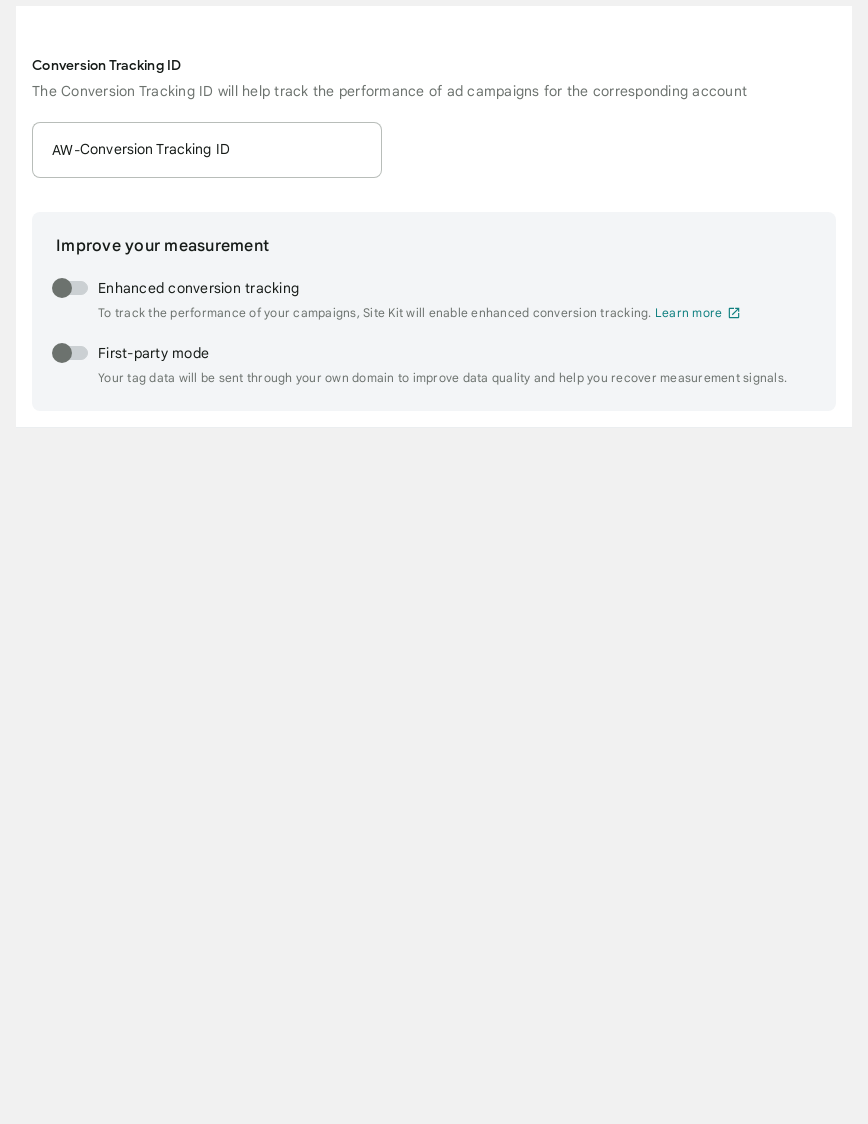 Conversion Tracking ID
The Conversion Tracking ID will help track the performance of ad campaigns for the corresponding account
AW-Conversion Tracking ID
Improve your measurement
Enhanced conversion tracking
To track the performance of your campaigns, Site Kit will enable enhanced conversion tracking. Learn more
First-party mode
Your tag data will be sent through your own domain to improve data quality and help you recover measurement signals.